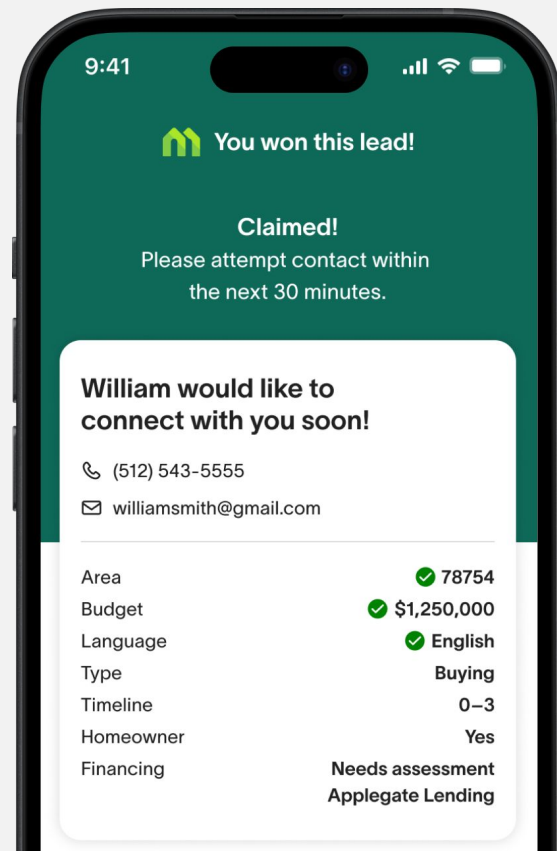 9:41
You won this lead!
Claimed!
Please attempt contact within
the next 30 minutes.
William would like to
connect with you soon!
(512) 543-5555
williamsmith@gmail.com
Area 78754
Budget $1,250,000
Language English
Type Buying
Timeline 0–3
Homeowner Yes
Financing Needs assessment
Applegate Lending